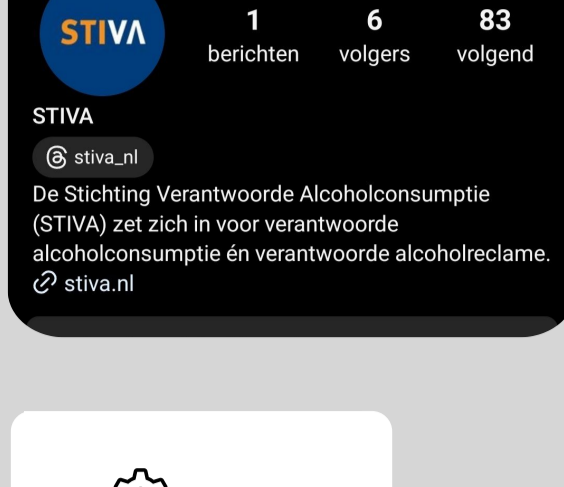 STIVA
1 6 83
berichten volgers volgend
STIVA
stiva_nl
De Stichting Verantwoorde Alcoholconsumptie
(STIVA) zet zich in voor verantwoorde
alcoholconsumptie én verantwoorde alcoholreclame.
stiva.nl